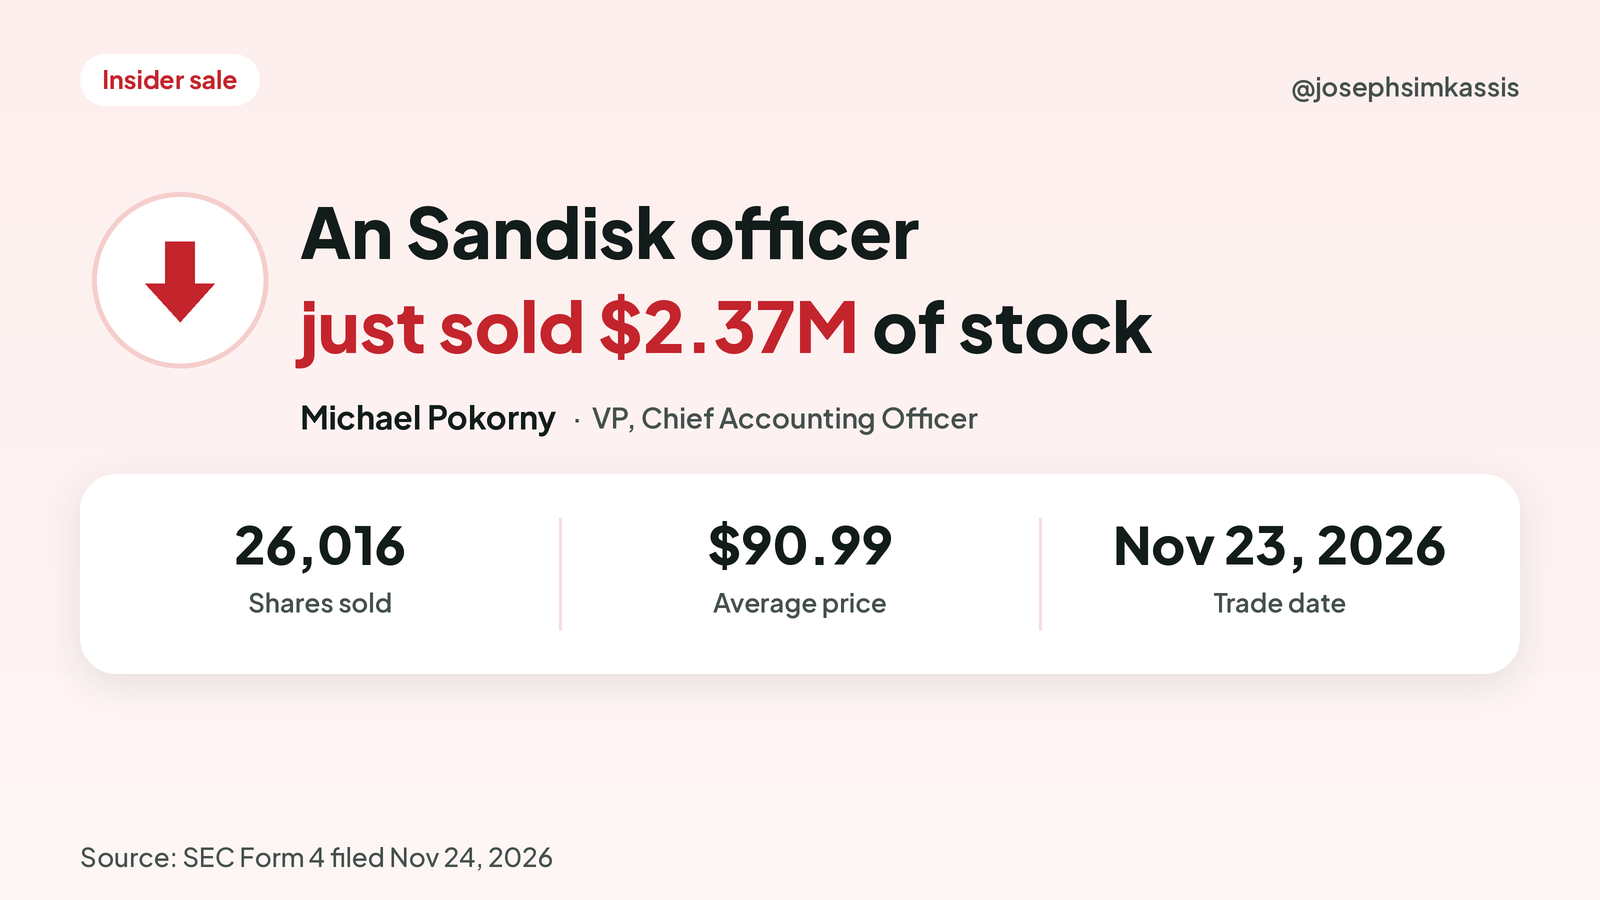 Insider sale
@josephsimkassis
An Sandisk officer
just sold $2.37M of stock
Michael Pokorny · VP, Chief Accounting Officer
26,016
Shares sold
$90.99
Average price
Nov 23, 2026
Trade date
Source: SEC Form 4 filed Nov 24, 2026